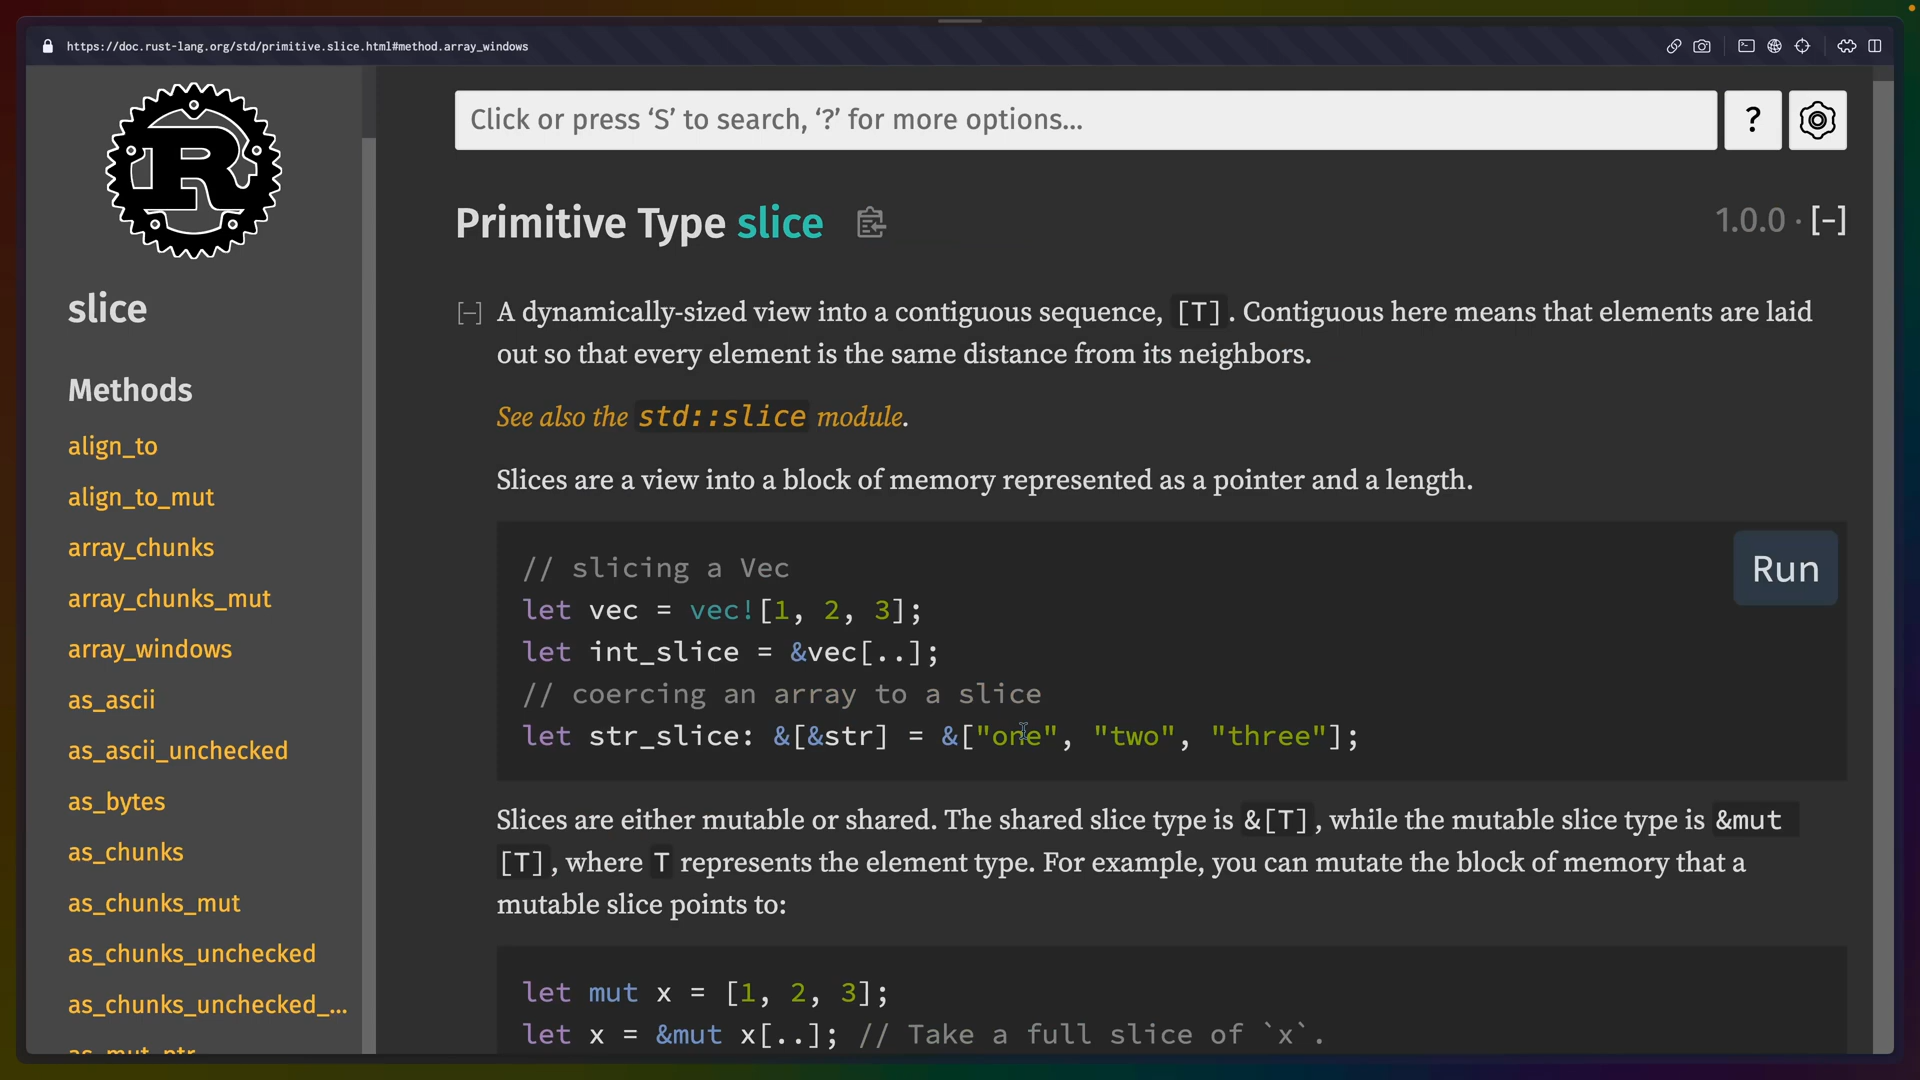 https://doc.rust-lang.org/std/primitive.slice.html#method.array_windows
Click or press ‘S’ to search, ‘?’ for more options…
?
R
slice
Methods
align_to
align_to_mut
array_chunks
array_chunks_mut
array_windows
as_ascii
as_ascii_unchecked
as_bytes
as_chunks
as_chunks_mut
as_chunks_unchecked
as_chunks_unchecked_...
as_mut_ptr
Primitive Type slice
1.0.0 · [−]
[−] A dynamically-sized view into a contiguous sequence, [T]. Contiguous here means that elements are laid
out so that every element is the same distance from its neighbors.
See also the std::slice module.
Slices are a view into a block of memory represented as a pointer and a length.
Run
// slicing a Vec
let vec = vec![1, 2, 3];
let int_slice = &vec[..];
// coercing an array to a slice
let str_slice: &[&str] = &["one", "two", "three"];
Slices are either mutable or shared. The shared slice type is &[T], while the mutable slice type is &mut
[T], where T represents the element type. For example, you can mutate the block of memory that a
mutable slice points to:
let mut x = [1, 2, 3];
let x = &mut x[..]; // Take a full slice of `x`.